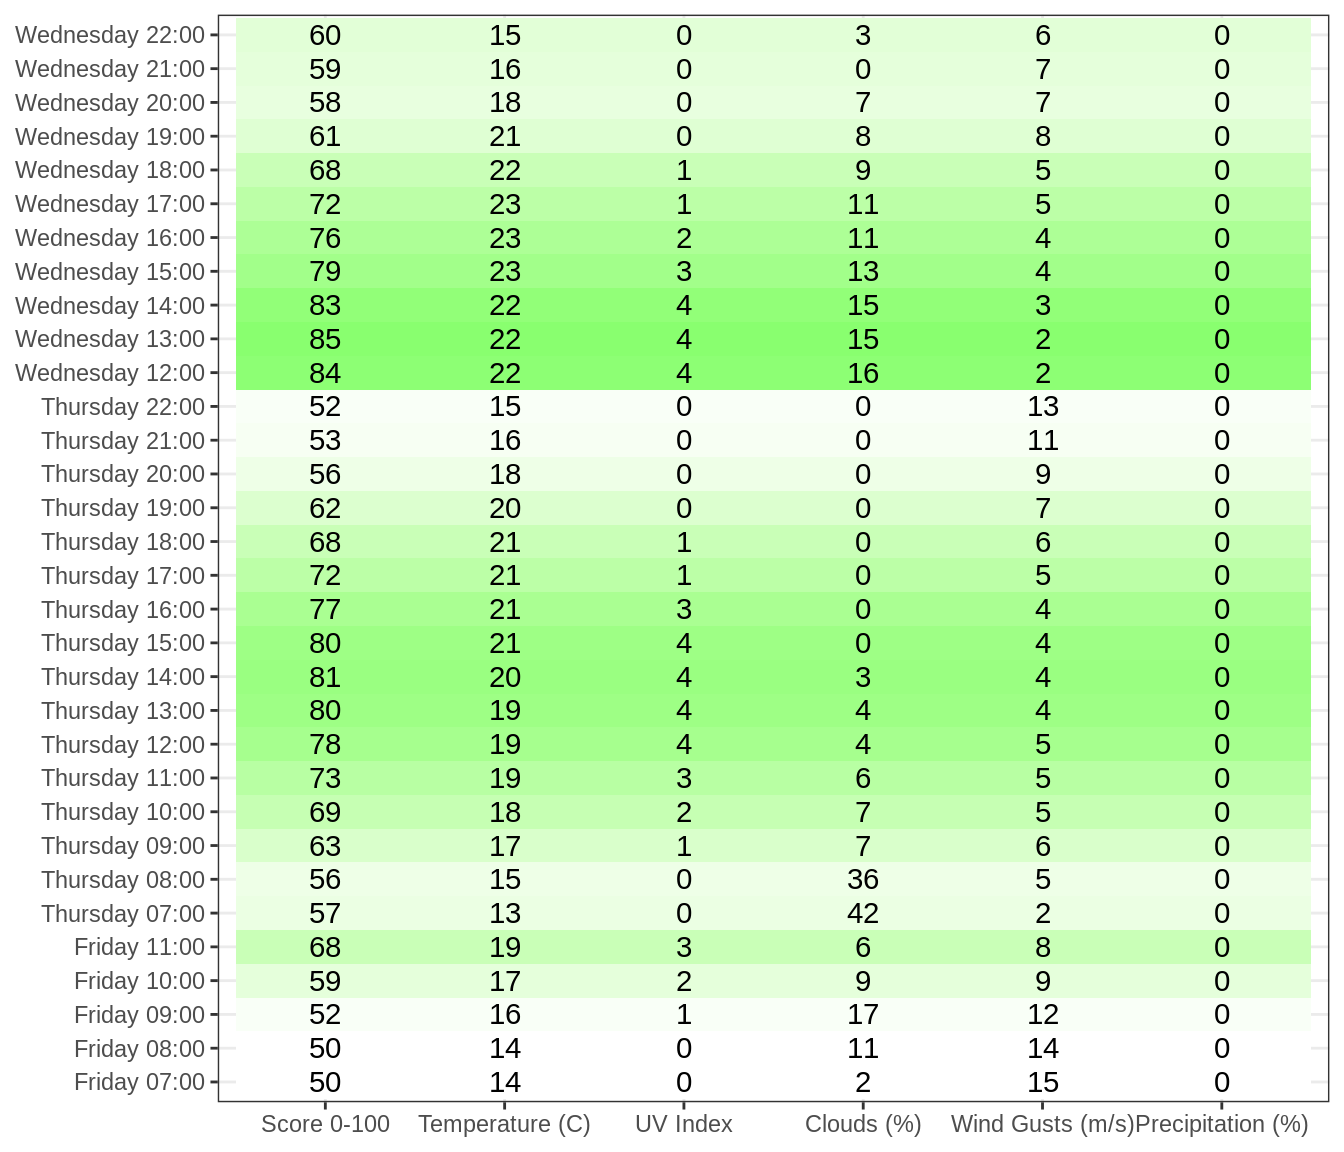 Wednesday 22:00 60 15 0 3 6 0
Wednesday 21:00 59 16 0 0 7 0
Wednesday 20:00 58 18 0 7 7 0
Wednesday 19:00 61 21 0 8 8 0
Wednesday 18:00 68 22 1 9 5 0
Wednesday 17:00 72 23 1 11 5 0
Wednesday 16:00 76 23 2 11 4 0
Wednesday 15:00 79 23 3 13 4 0
Wednesday 14:00 83 22 4 15 3 0
Wednesday 13:00 85 22 4 15 2 0
Wednesday 12:00 84 22 4 16 2 0
Thursday 22:00 52 15 0 0 13 0
Thursday 21:00 53 16 0 0 11 0
Thursday 20:00 56 18 0 0 9 0
Thursday 19:00 62 20 0 0 7 0
Thursday 18:00 68 21 1 0 6 0
Thursday 17:00 72 21 1 0 5 0
Thursday 16:00 77 21 3 0 4 0
Thursday 15:00 80 21 4 0 4 0
Thursday 14:00 81 20 4 3 4 0
Thursday 13:00 80 19 4 4 4 0
Thursday 12:00 78 19 4 4 5 0
Thursday 11:00 73 19 3 6 5 0
Thursday 10:00 69 18 2 7 5 0
Thursday 09:00 63 17 1 7 6 0
Thursday 08:00 56 15 0 36 5 0
Thursday 07:00 57 13 0 42 2 0
Friday 11:00 68 19 3 6 8 0
Friday 10:00 59 17 2 9 9 0
Friday 09:00 52 16 1 17 12 0
Friday 08:00 50 14 0 11 14 0
Friday 07:00 50 14 0 2 15 0
Score 0-100 Temperature (C) UV Index Clouds (%) Wind Gusts (m/s) Precipitation (%)